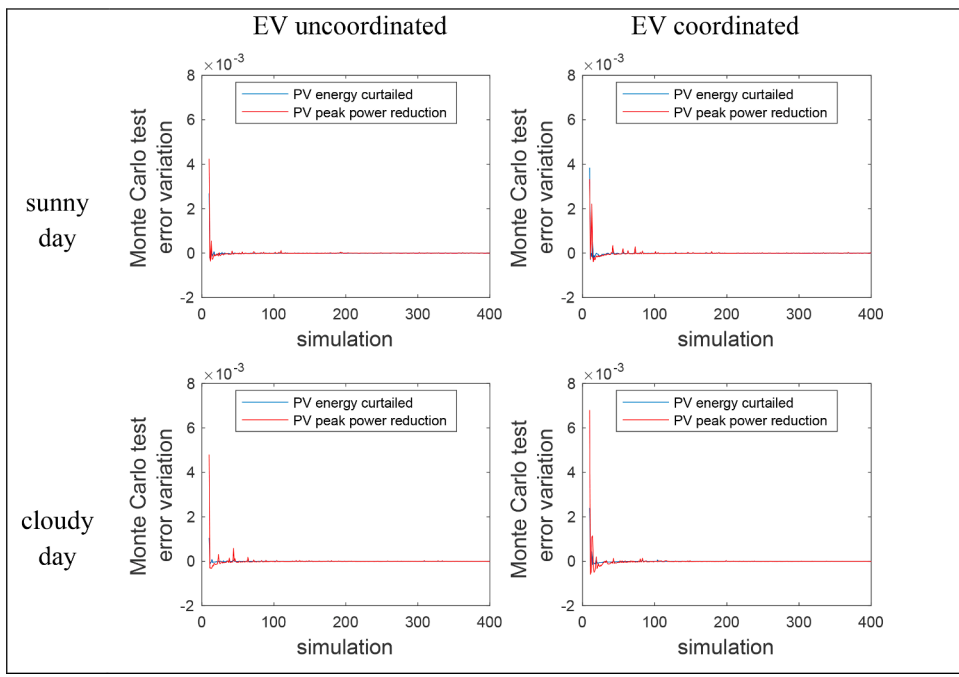 EV uncoordinated
EV coordinated
sunny
day
×10⁻³
8
6
4
2
0
-2
0
100
200
300
400
Monte Carlo test
error variation
simulation
PV energy curtailed
PV peak power reduction
×10⁻³
8
6
4
2
0
-2
0
100
200
300
400
Monte Carlo test
error variation
simulation
PV energy curtailed
PV peak power reduction
cloudy
day
×10⁻³
8
6
4
2
0
-2
0
100
200
300
400
Monte Carlo test
error variation
simulation
PV energy curtailed
PV peak power reduction
×10⁻³
8
6
4
2
0
-2
0
100
200
300
400
Monte Carlo test
error variation
simulation
PV energy curtailed
PV peak power reduction